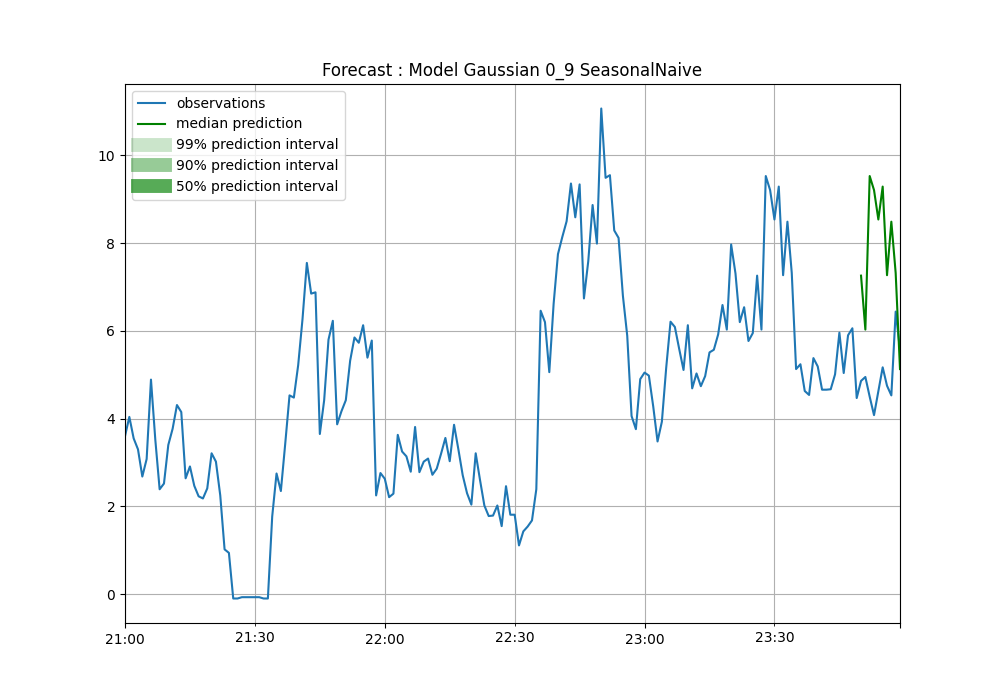 Forecast : Model Gaussian 0_9 SeasonalNaive
observations
median prediction
99% prediction interval
90% prediction interval
50% prediction interval
10
8
6
4
2
0
21:00 21:30 22:00 22:30 23:00 23:30